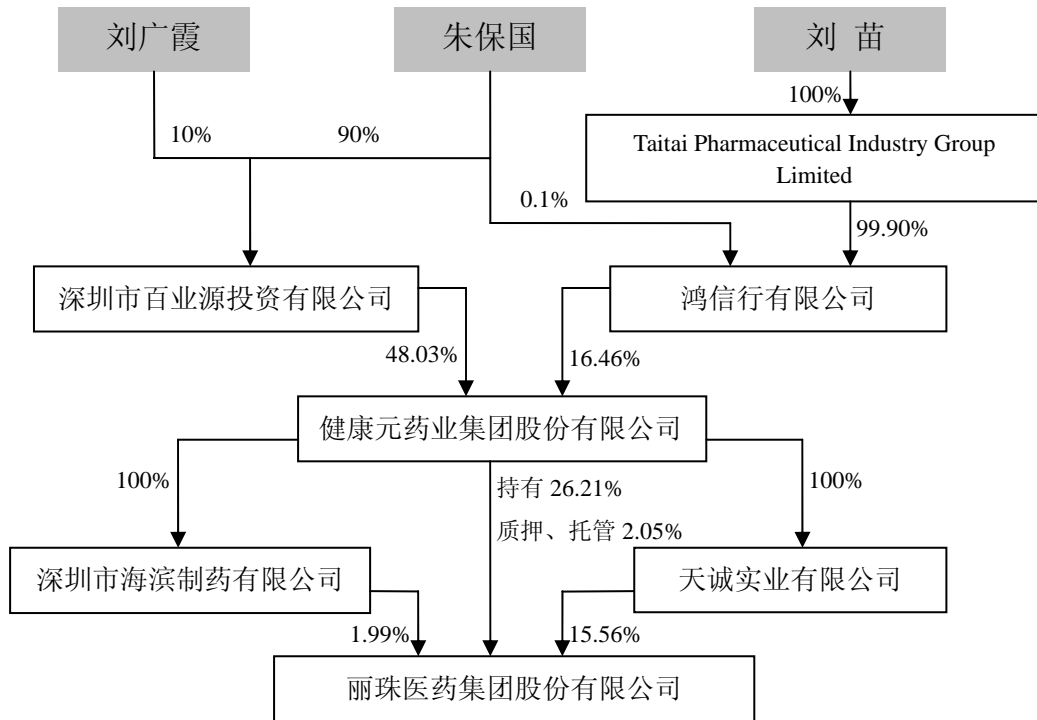 刘广霞
朱保国
刘 苗
100%
10%
90%
Taitai Pharmaceutical Industry Group
Limited
0.1%
99.90%
深圳市百业源投资有限公司
鸿信行有限公司
48.03%
16.46%
健康元药业集团股份有限公司
100%
持有 26.21%
100%
质押、托管 2.05%
深圳市海滨制药有限公司
天诚实业有限公司
1.99%
15.56%
丽珠医药集团股份有限公司